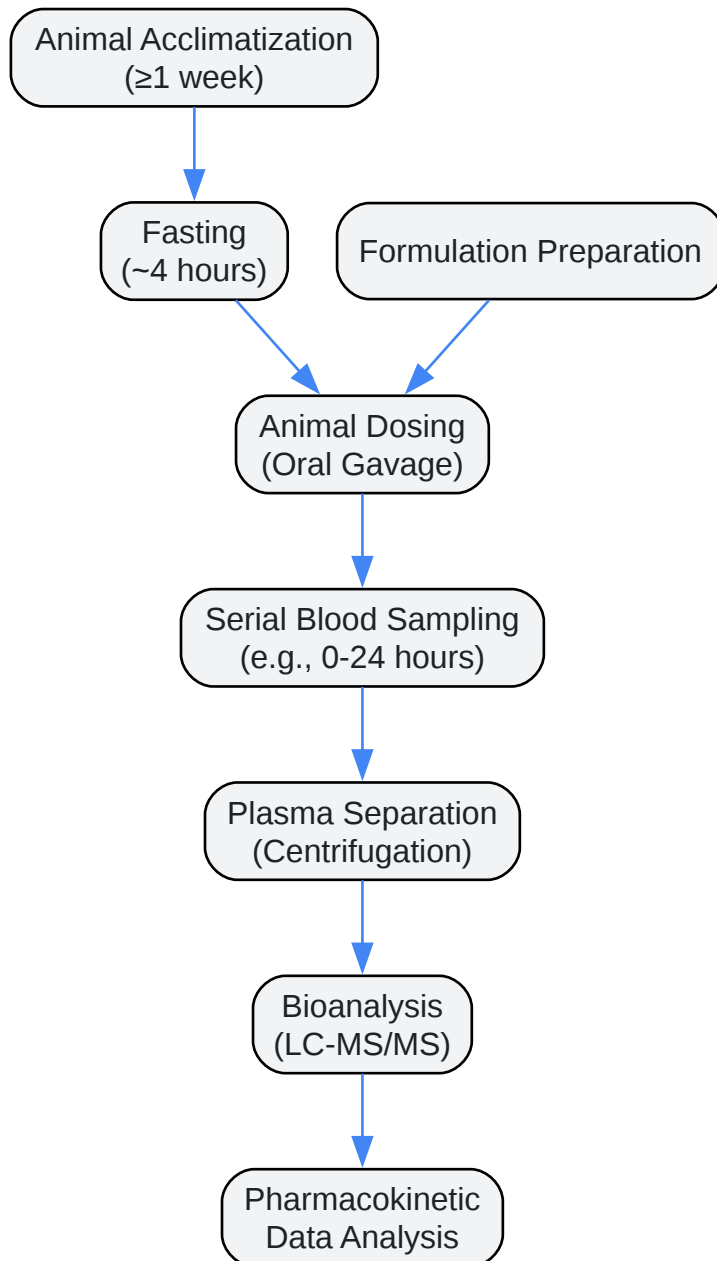 Animal Acclimatization
(≥1 week)
Fasting
(~4 hours)
Formulation Preparation
Animal Dosing
(Oral Gavage)
Serial Blood Sampling
(e.g., 0-24 hours)
Plasma Separation
(Centrifugation)
Bioanalysis
(LC-MS/MS)
Pharmacokinetic
Data Analysis